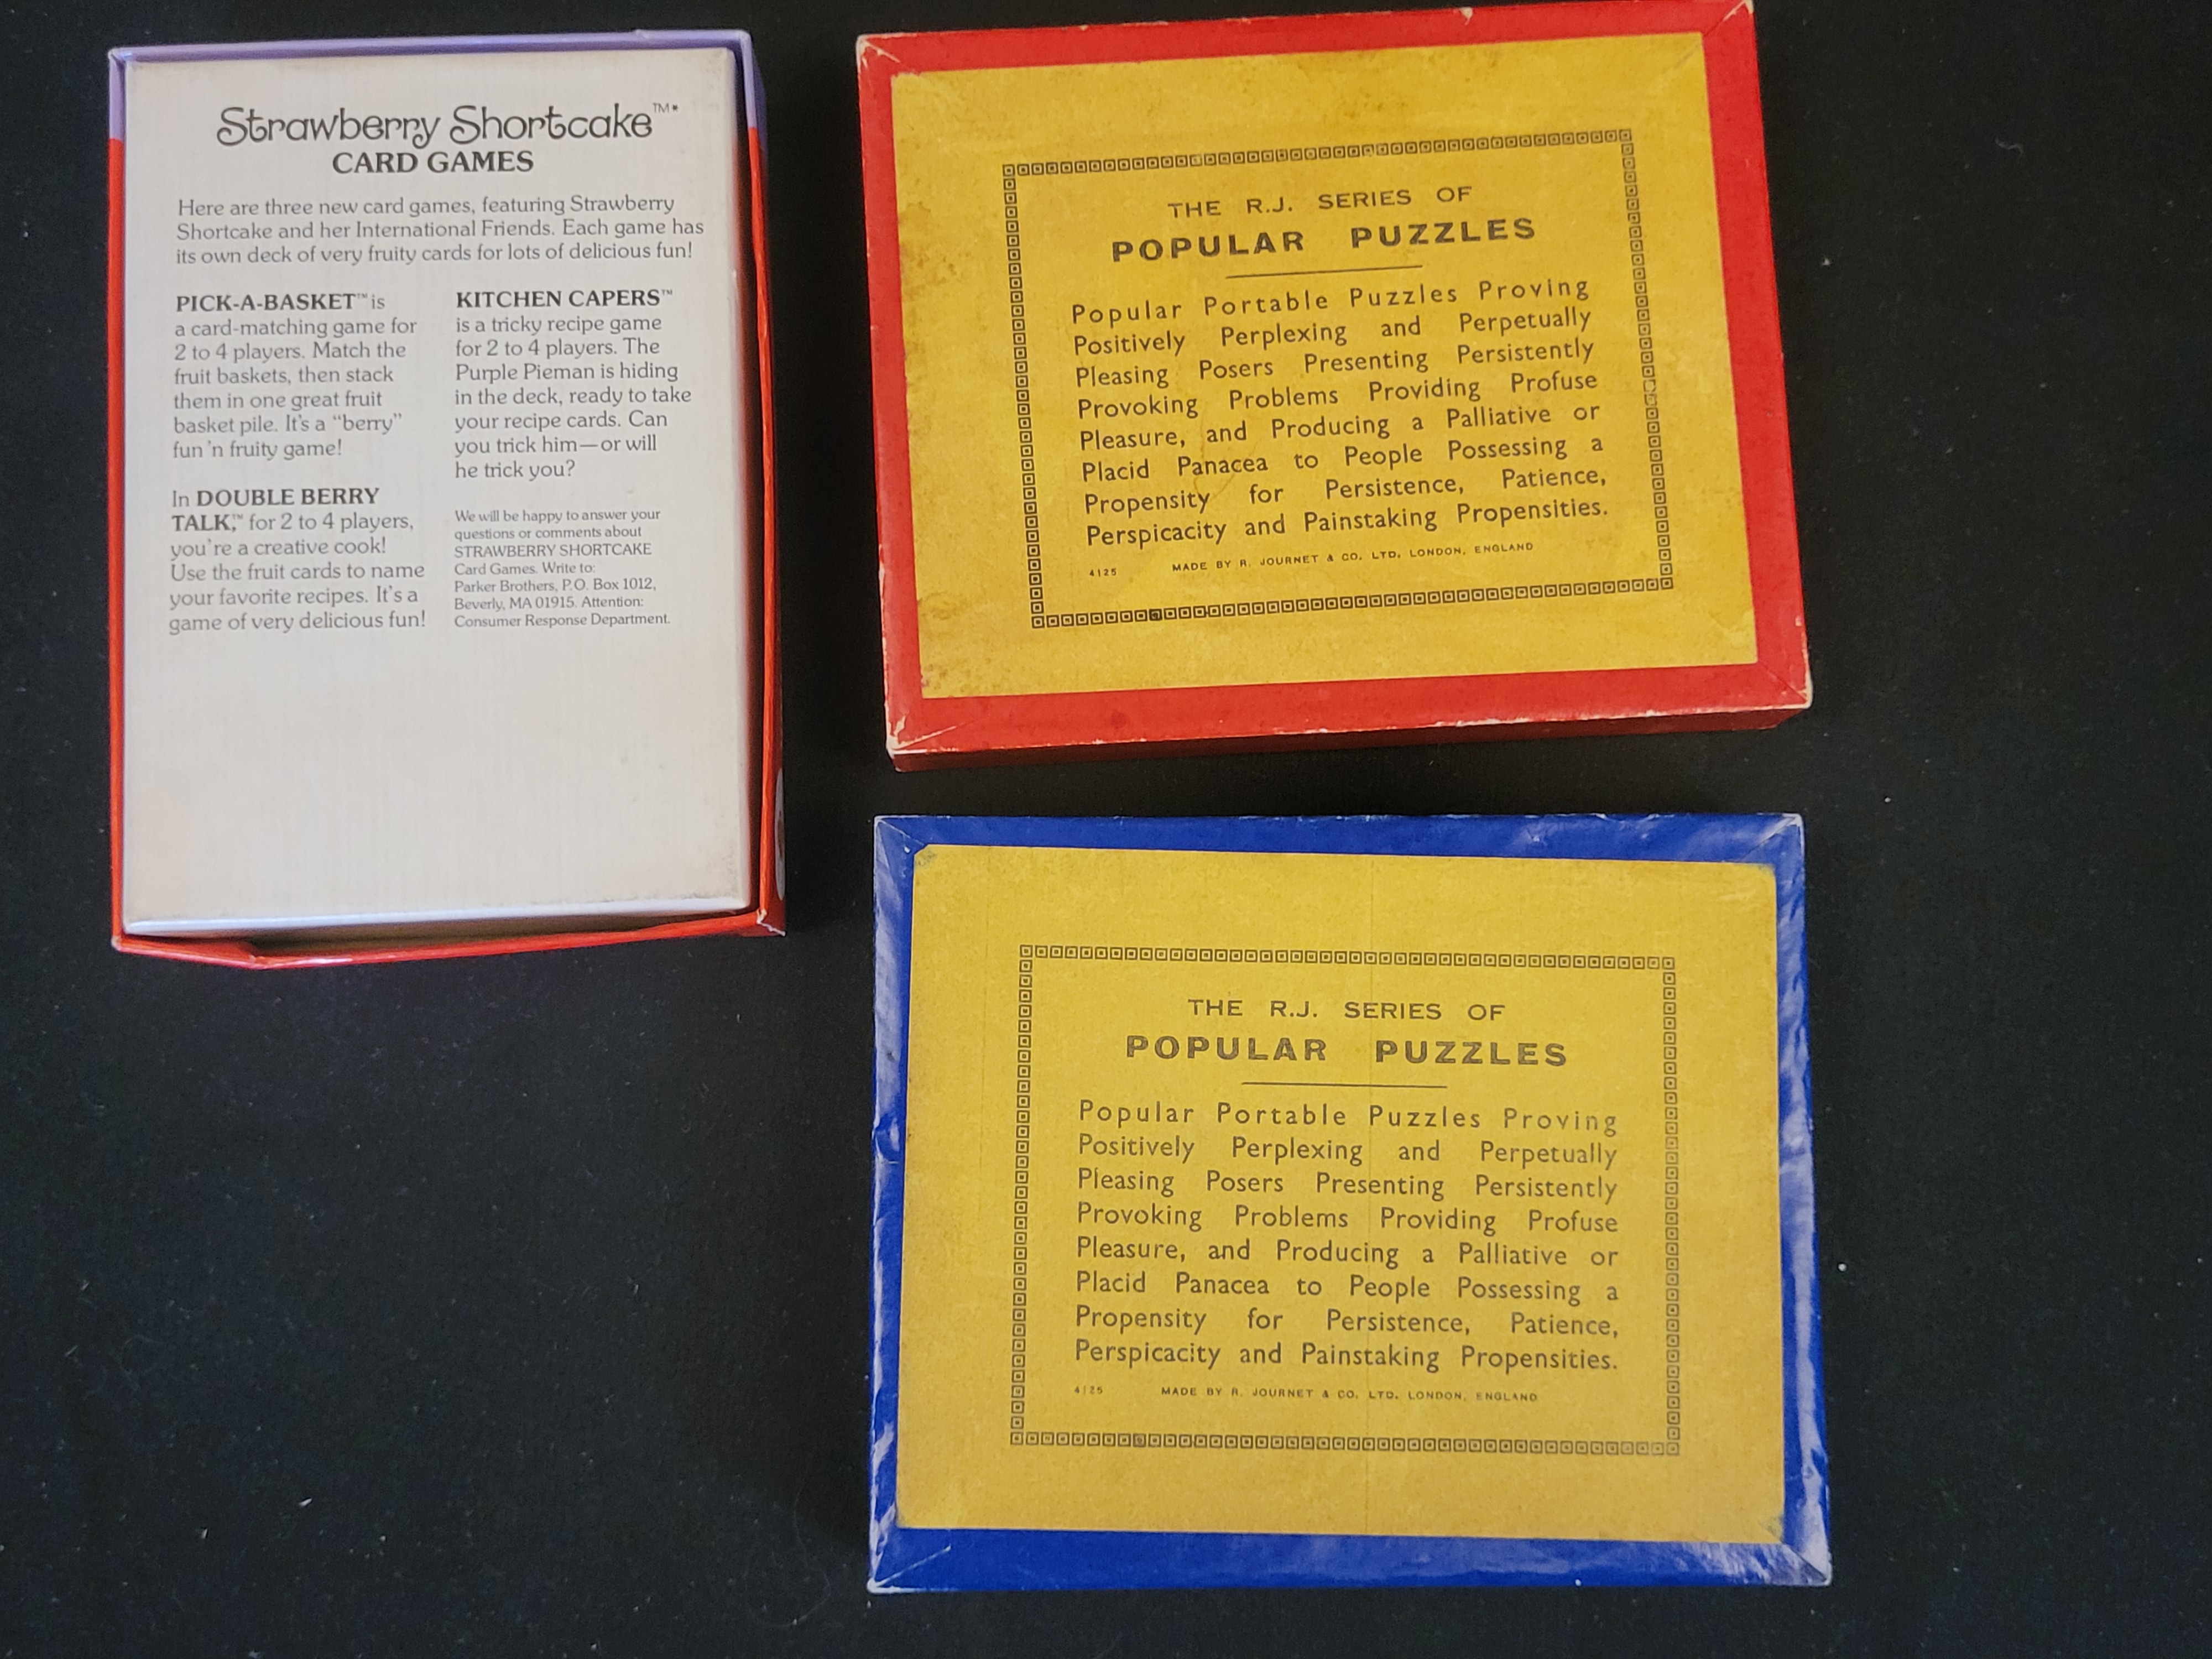 Strawberry Shortcake™*
CARD GAMES
Here are three new card games, featuring Strawberry
Shortcake and her International Friends. Each game has
its own deck of very fruity cards for lots of delicious fun!
PICK-A-BASKET™ is
a card-matching game for
2 to 4 players. Match the
fruit baskets, then stack
them in one great fruit
basket pile. It's a “berry”
fun 'n fruity game!
In DOUBLE BERRY
TALK,™ for 2 to 4 players,
you're a creative cook!
Use the fruit cards to name
your favorite recipes. It's a
game of very delicious fun!
KITCHEN CAPERS™
is a tricky recipe game
for 2 to 4 players. The
Purple Pieman is hiding
in the deck, ready to take
your recipe cards. Can
you trick him—or will
he trick you?
We will be happy to answer your
questions or comments about
STRAWBERRY SHORTCAKE
Card Games. Write to:
Parker Brothers, P.O. Box 1012,
Beverly, MA 01915. Attention:
Consumer Response Department.
THE R.J. SERIES OF
POPULAR PUZZLES
Popular Portable Puzzles Proving
Positively Perplexing and Perpetually
Pleasing Posers Presenting Persistently
Provoking Problems Providing Profuse
Pleasure, and Producing a Palliative or
Placid Panacea to People Possessing a
Propensity for Persistence, Patience,
Perspicacity and Painstaking Propensities.
4125 MADE BY R. JOURNET & CO. LTD. LONDON, ENGLAND
THE R.J. SERIES OF
POPULAR PUZZLES
Popular Portable Puzzles Proving
Positively Perplexing and Perpetually
Pleasing Posers Presenting Persistently
Provoking Problems Providing Profuse
Pleasure, and Producing a Palliative or
Placid Panacea to People Possessing a
Propensity for Persistence, Patience,
Perspicacity and Painstaking Propensities.
4125 MADE BY R. JOURNET & CO. LTD. LONDON, ENGLAND